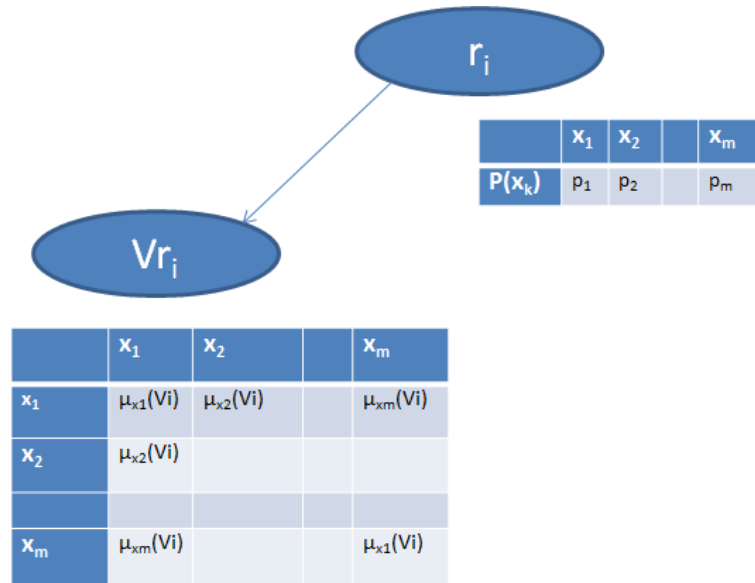 rᵢ
x₁ x₂ xₘ
P(xₖ) p₁ p₂ pₘ
Vrᵢ
x₁ x₂ xₘ
x₁ μₓ₁(Vi) μₓ₂(Vi) μₓₘ(Vi)
x₂ μₓ₂(Vi)
xₘ μₓₘ(Vi) μₓ₁(Vi)